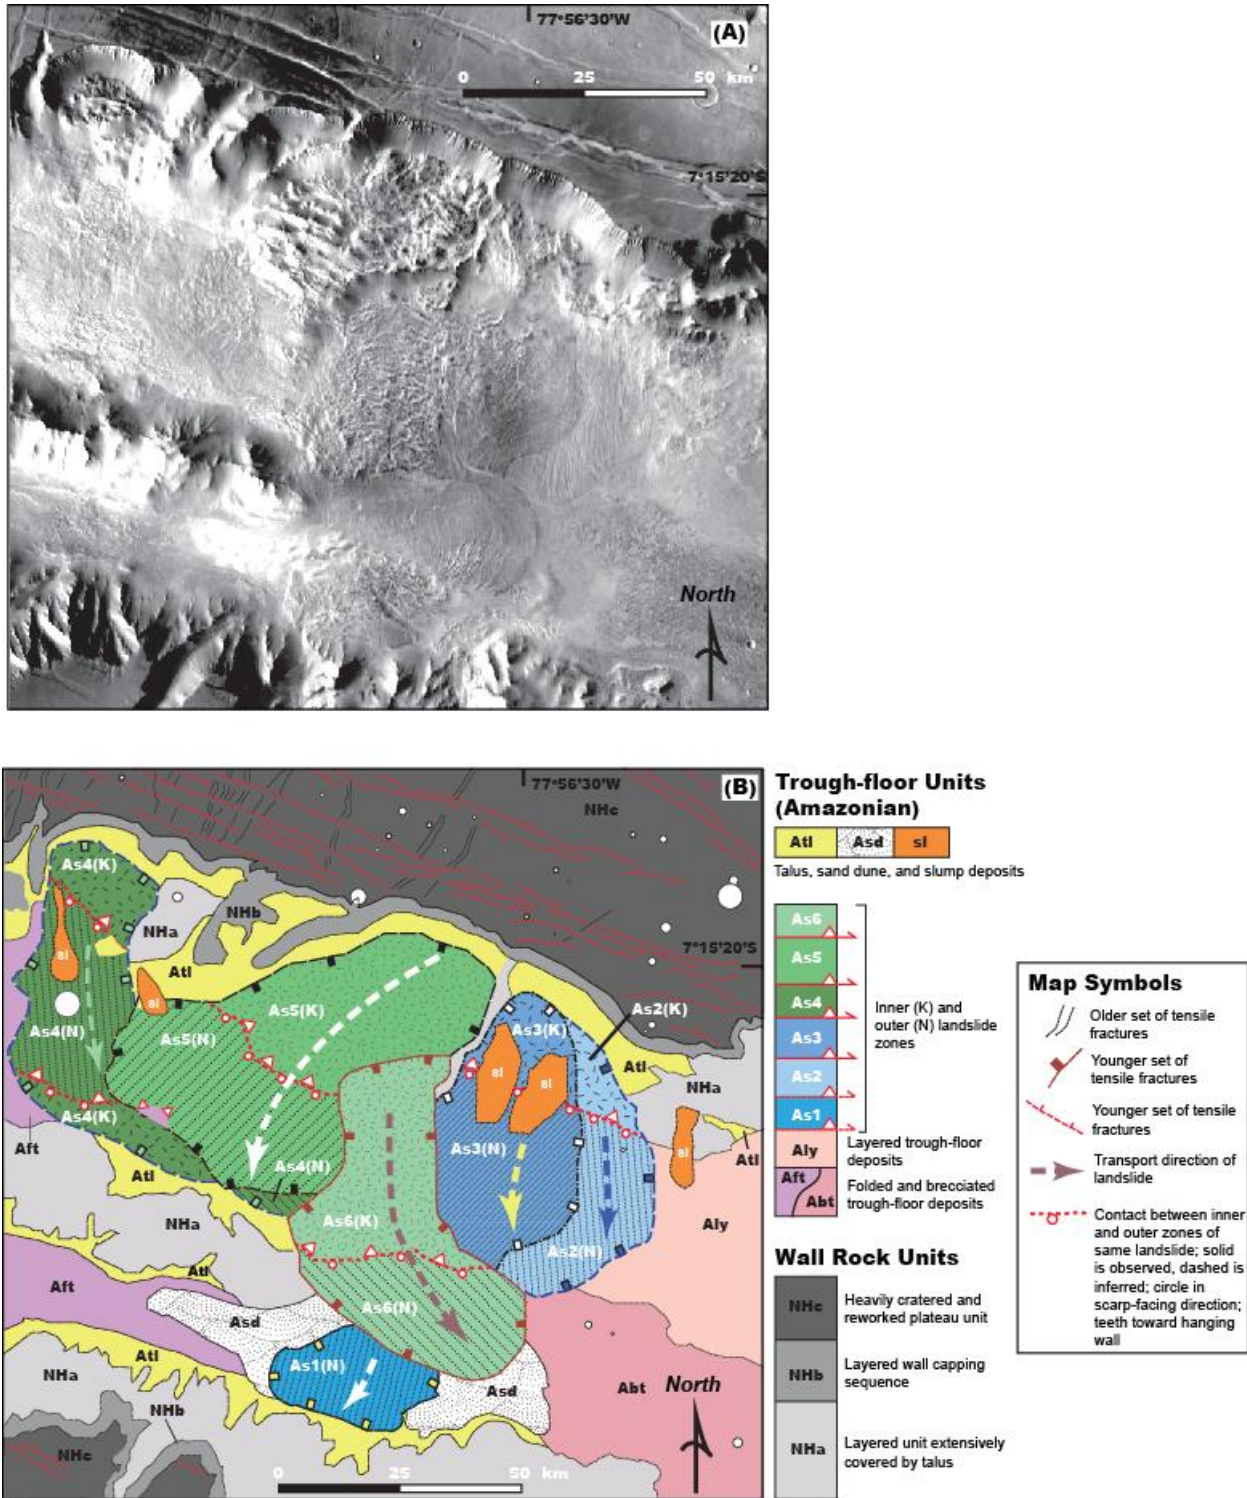 77°56'30"W
(A)
0 25 50 km
7°15'20"S
North
(B)
77°56'30"W
NHc
As4(K)
NHb
NHa
Atl
7°15'20"S
sl
sl
As5(K)
As2(K)
As3(K)
As4(N)
As5(N)
sl
sl
Atl
NHa
As4(K)
As3(N)
sl
Aft
Atl
As4(N)
Atl
NHa
As6(K)
Aly
As2(N)
Atl
Aft
As6(N)
Asd
Atl
As1(N)
NHa
Asd
Abt
North
NHb
NHc
0 25 50 km
Trough-floor Units
(Amazonian)
Atl Asd sl
Talus, sand dune, and slump deposits
As6
As5
As4
As3
As2
As1
Inner (K) and
outer (N) landslide
zones
Aly
Layered trough-floor
deposits
Aft
Abt
Folded and brecciated
trough-floor deposits
Wall Rock Units
NHc
Heavily cratered and
reworked plateau unit
NHb
Layered wall capping
sequence
NHa
Layered unit extensively
covered by talus
Map Symbols
Older set of tensile
fractures
Younger set of
tensile fractures
Younger set of tensile
fractures
Transport direction of
landslide
Contact between inner
and outer zones of
same landslide; solid
is observed, dashed is
inferred; circle in
scarp-facing direction;
teeth toward hanging
wall